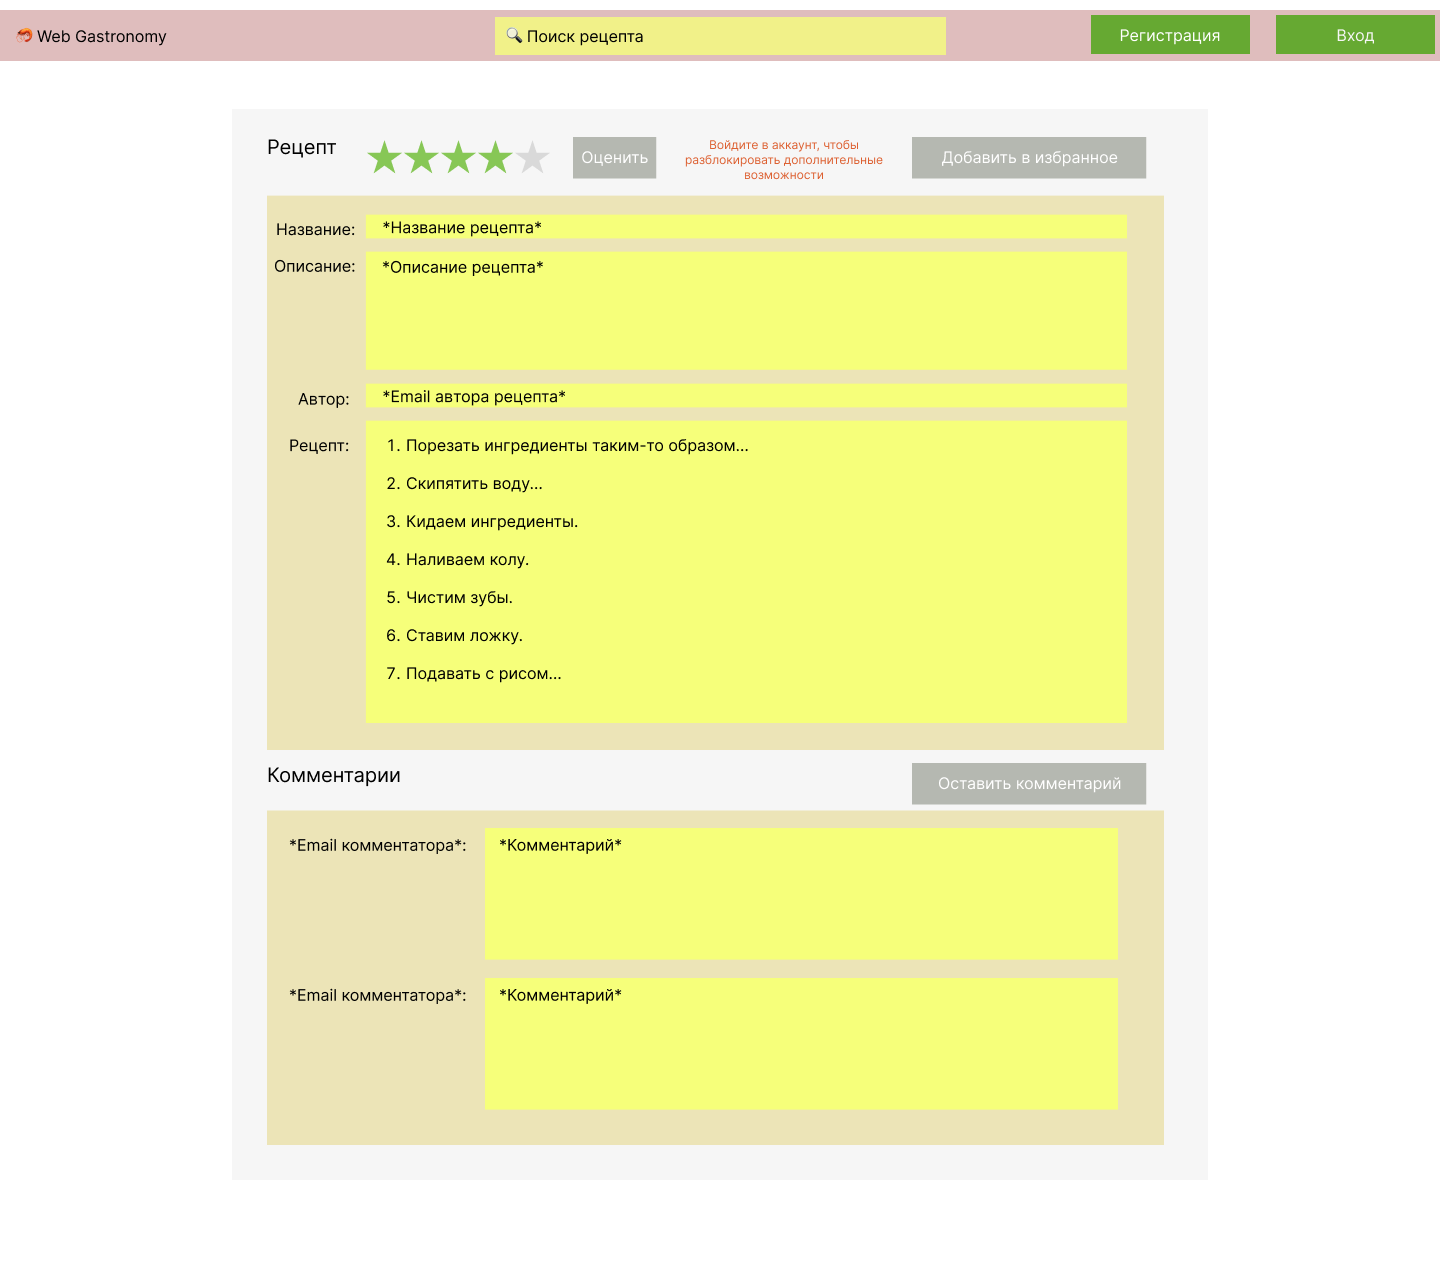 Web Gastronomy
Поиск рецепта
Регистрация
Вход
Рецепт
Оценить
Войдите в аккаунт, чтобы
разблокировать дополнительные
возможности
Добавить в избранное
Название:
*Название рецепта*
Описание:
*Описание рецепта*
Автор:
*Email автора рецепта*
Рецепт:
1. Порезать ингредиенты таким-то образом...
2. Скипятить воду...
3. Кидаем ингредиенты.
4. Наливаем колу.
5. Чистим зубы.
6. Ставим ложку.
7. Подавать с рисом...
Комментарии
Оставить комментарий
*Email комментатора*:
*Комментарий*
*Email комментатора*:
*Комментарий*